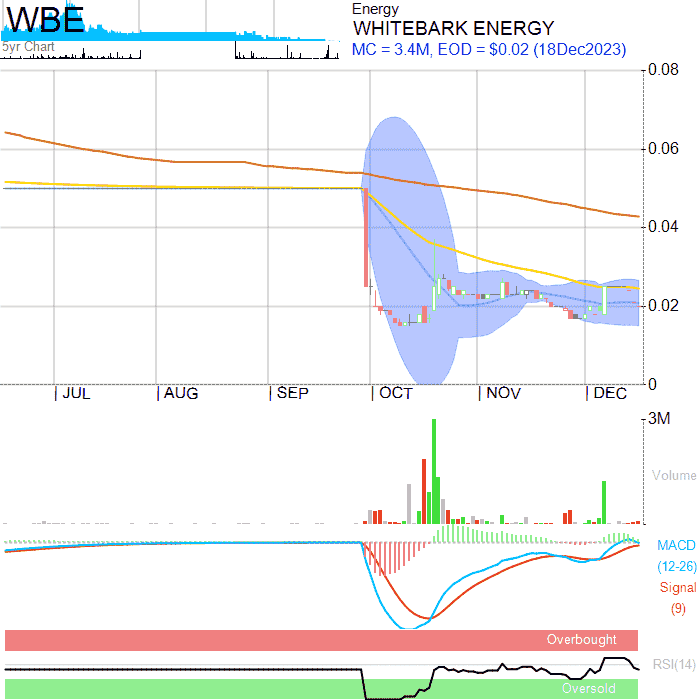 WBE
5yr Chart
Energy
WHITEBARK ENERGY
MC = 3.4M, EOD = $0.02 (18Dec2023)
0.08
0.06
0.04
0.02
0
JUL
AUG
SEP
OCT
NOV
DEC
3M
Volume
MACD
(12-26)
Signal
(9)
Overbought
RSI(14)
Oversold